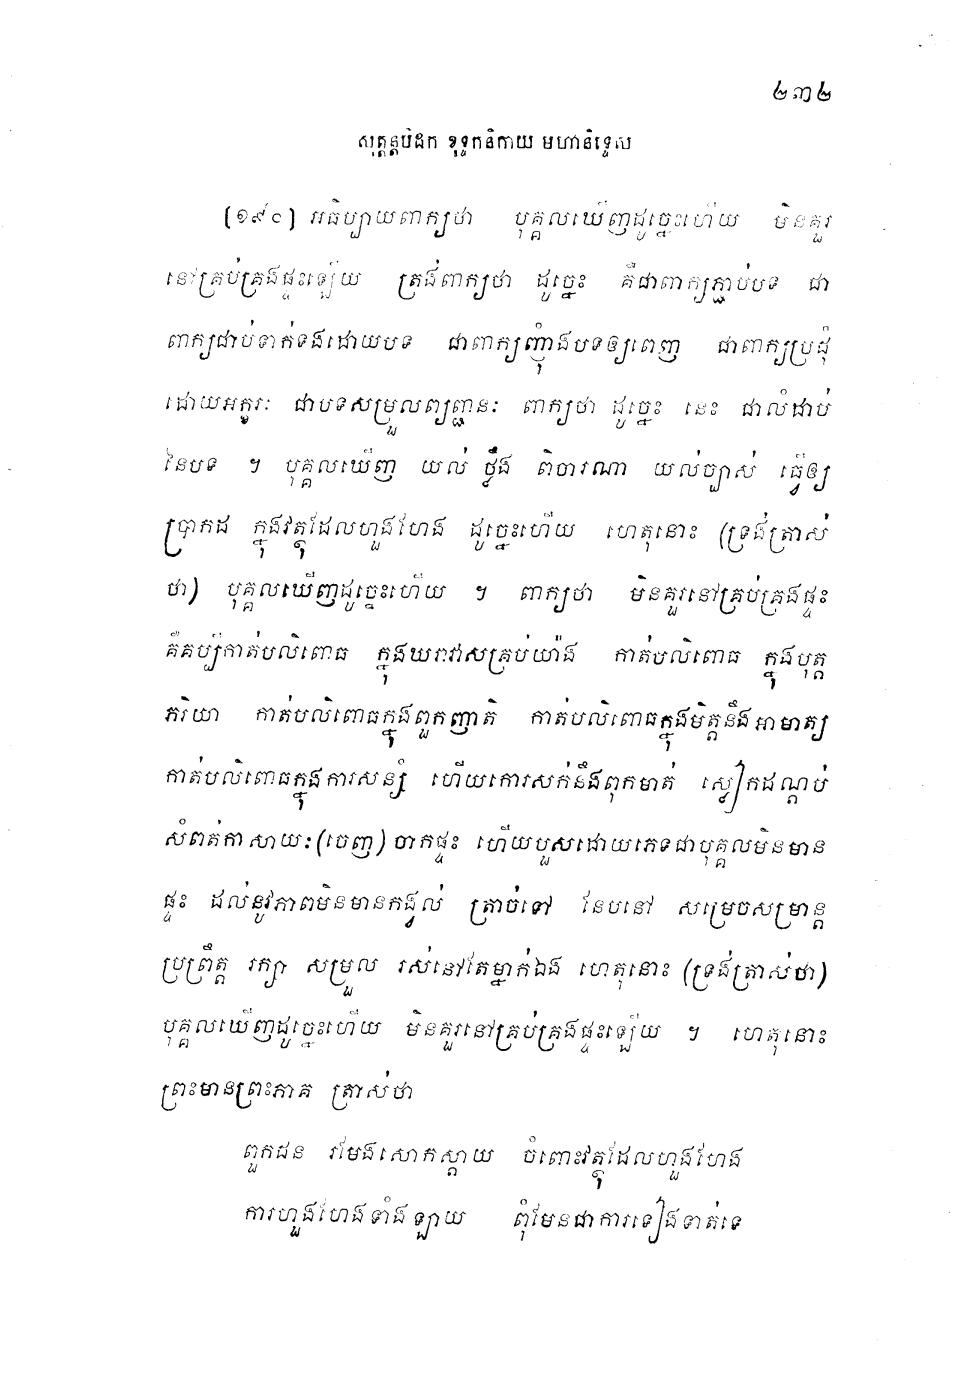 ២៣២
សុត្តន្តបិដក ខុទ្ទកនិកាយ មហានិទ្ទេស
[១៩០] អធិប្បាយពាក្យថា បុគ្គលឃើញដូច្នេះហើយ មិនគួរ
នៅគ្រប់គ្រងផ្ទះឡើយ ត្រង់ពាក្យថា ដូច្នេះ គឺជាពាក្យភ្ជាប់បទ ជា
ពាក្យជាប់ទាក់ទងដោយបទ ជាពាក្យញ៉ាំងបទឲ្យពេញ ជាពាក្យប្រជុំ
ដោយអក្ខរៈ ជាបទសម្រួលព្យញ្ជនៈ ពាក្យថា ដូច្នេះ នេះ ជាលំដាប់
នៃបទ ។ បុគ្គលឃើញ យល់ ថ្លឹង ពិចារណា យល់ច្បាស់ ធ្វើឲ្យ
ប្រាកដ ក្នុងវត្ថុដែលហួងហែង ដូច្នេះហើយ ហេតុនោះ (ទ្រង់ត្រាស់
ថា) បុគ្គលឃើញដូច្នេះហើយ ។ ពាក្យថា មិនគួរនៅគ្រប់គ្រងផ្ទះ
គឺគប្បីកាត់បលិពោធ ក្នុងឃរាវាសគ្រប់យ៉ាង កាត់បលិពោធ ក្នុងបុត្ត
ភរិយា កាត់បលិពោធក្នុងពួកញាតិ កាត់បលិពោធក្នុងមិត្តនឹងអាមាត្យ
កាត់បលិពោធក្នុងការសន្សំ ហើយកោរសក់នឹងពុកមាត់ ស្លៀកដណ្តប់
សំពត់កាសាយៈ (ចេញ) ចាកផ្ទះ ហើយបួសដោយភេទជាបុគ្គលមិនមាន
ផ្ទះ ដល់នូវភាពមិនមានកង្វល់ ត្រាច់ទៅ នែបនៅ សម្រេចសម្រាន្ត
ប្រព្រឹត្ត រក្សា សម្រួល រស់នៅតែម្នាក់ឯង ហេតុនោះ (ទ្រង់ត្រាស់ថា)
បុគ្គលឃើញដូច្នេះហើយ មិនគួរនៅគ្រប់គ្រងផ្ទះឡើយ ។ ហេតុនោះ
ព្រះមានព្រះភាគ ត្រាស់ថា
ពួកជន រមែងសោកស្តាយ ចំពោះវត្ថុដែលហួងហែង
ការហួងហែងទាំងឡាយ ពុំមែនជាការទៀងទាត់ទេ